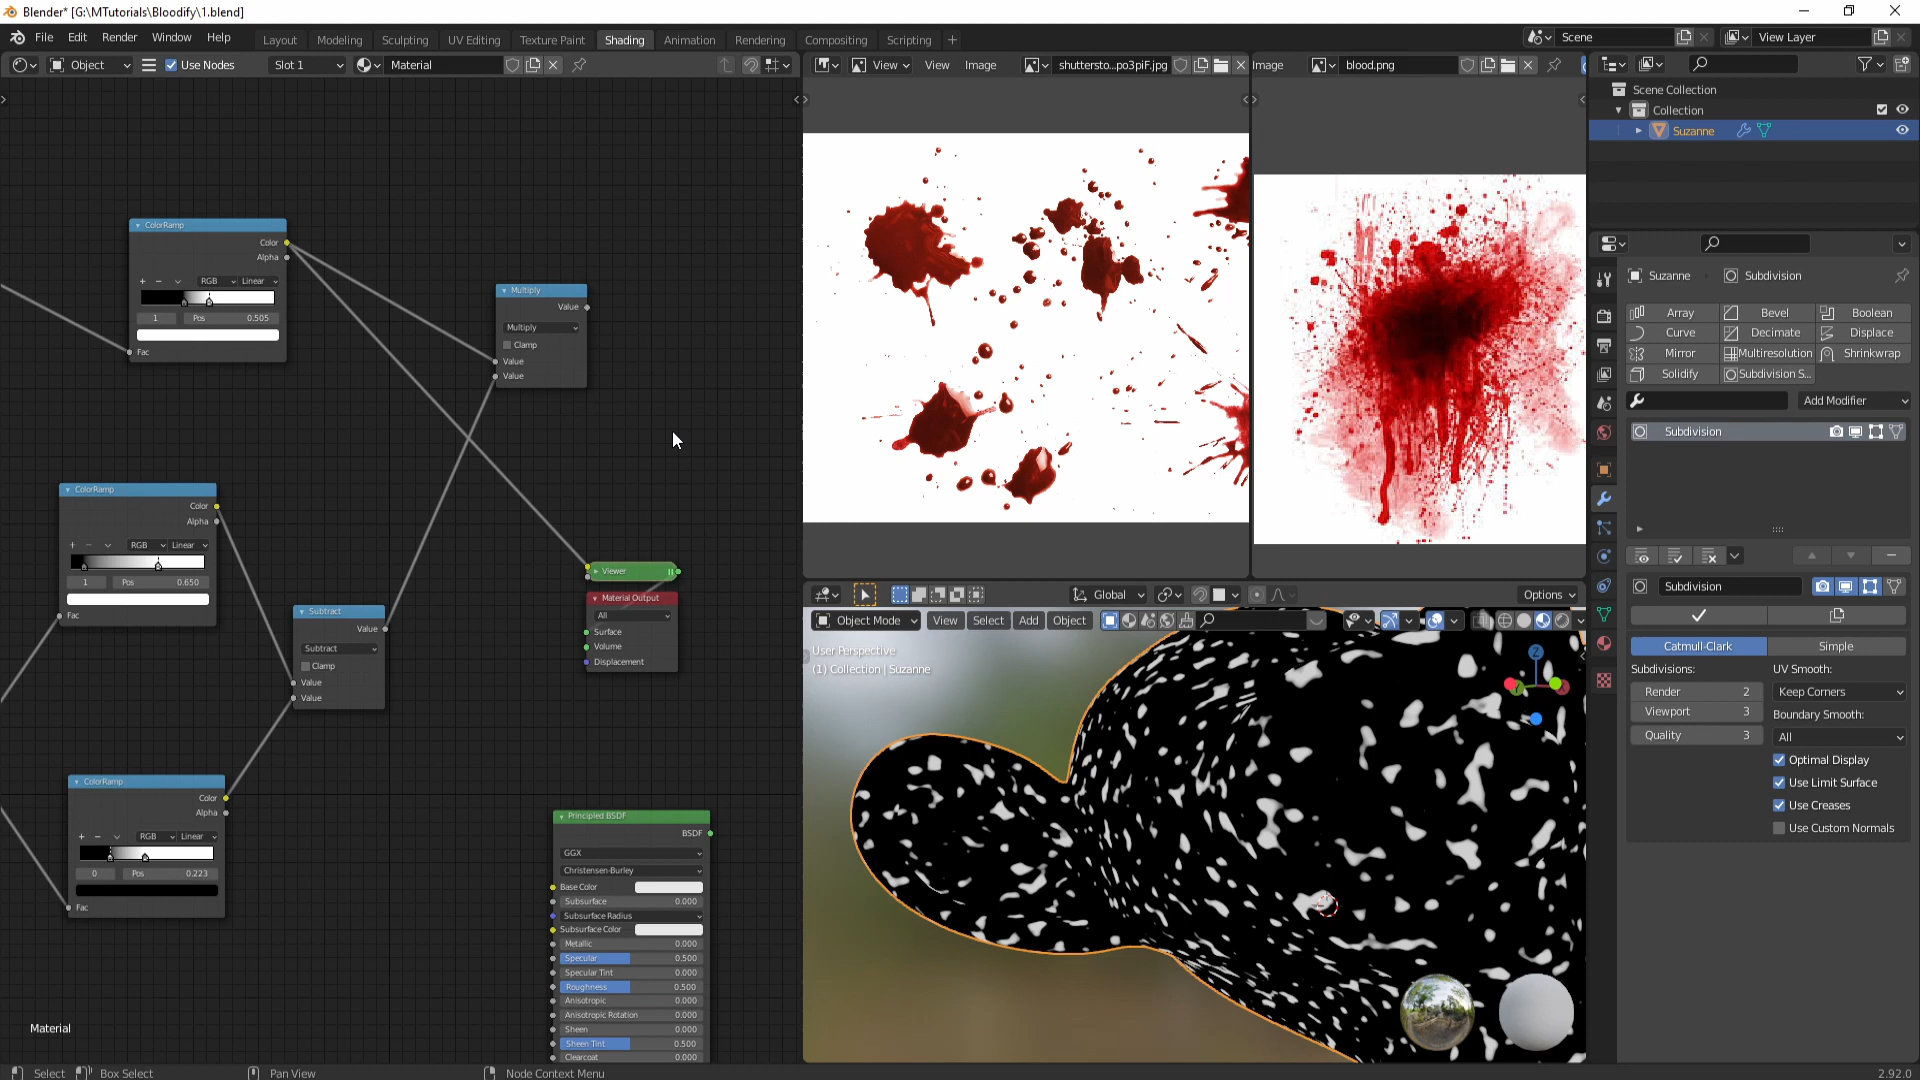 Blender* [G:\MTutorials\Bloodify\1.blend]
File Edit Render Window Help Layout Modeling Sculpting UV Editing Texture Paint Shading Animation Rendering Compositing Scripting + Scene View Layer
Object Use Nodes Slot 1 Material View View Image shuttersto...po3piF.jpg Image blood.png
Scene Collection
Collection
Suzanne
ColorRamp
Color
Alpha
RGB Linear
1 Pos 0.505
Fac
Multiply
Value
Multiply
Clamp
Value
Value
ColorRamp
Color
Alpha
RGB Linear
1 Pos 0.650
Fac
Subtract
Value
Subtract
Clamp
Value
Value
Viewer
Material Output
All
Surface
Volume
Displacement
ColorRamp
Color
Alpha
RGB Linear
0 Pos 0.223
Fac
Principled BSDF
BSDF
GGX
Christensen-Burley
Base Color
Subsurface 0.000
Subsurface Radius
Subsurface Color
Metallic 0.000
Specular 0.500
Specular Tint 0.000
Roughness 0.500
Anisotropic 0.000
Anisotropic Rotation 0.000
Sheen 0.000
Sheen Tint 0.500
Clearcoat 0.000
Material
Global Options
Object Mode View Select Add Object
User Perspective
(1) Collection | Suzanne
Z
Suzanne Subdivision
Array Bevel Boolean
Curve Decimate Displace
Mirror Multiresolution Shrinkwrap
Solidify Subdivision S...
Add Modifier
Subdivision
Subdivision
Catmull-Clark Simple
Subdivisions: UV Smooth:
Render 2 Keep Corners
Viewport 3 Boundary Smooth:
Quality 3 All
Optimal Display
Use Limit Surface
Use Creases
Use Custom Normals
Select Box Select Pan View Node Context Menu 2.92.0